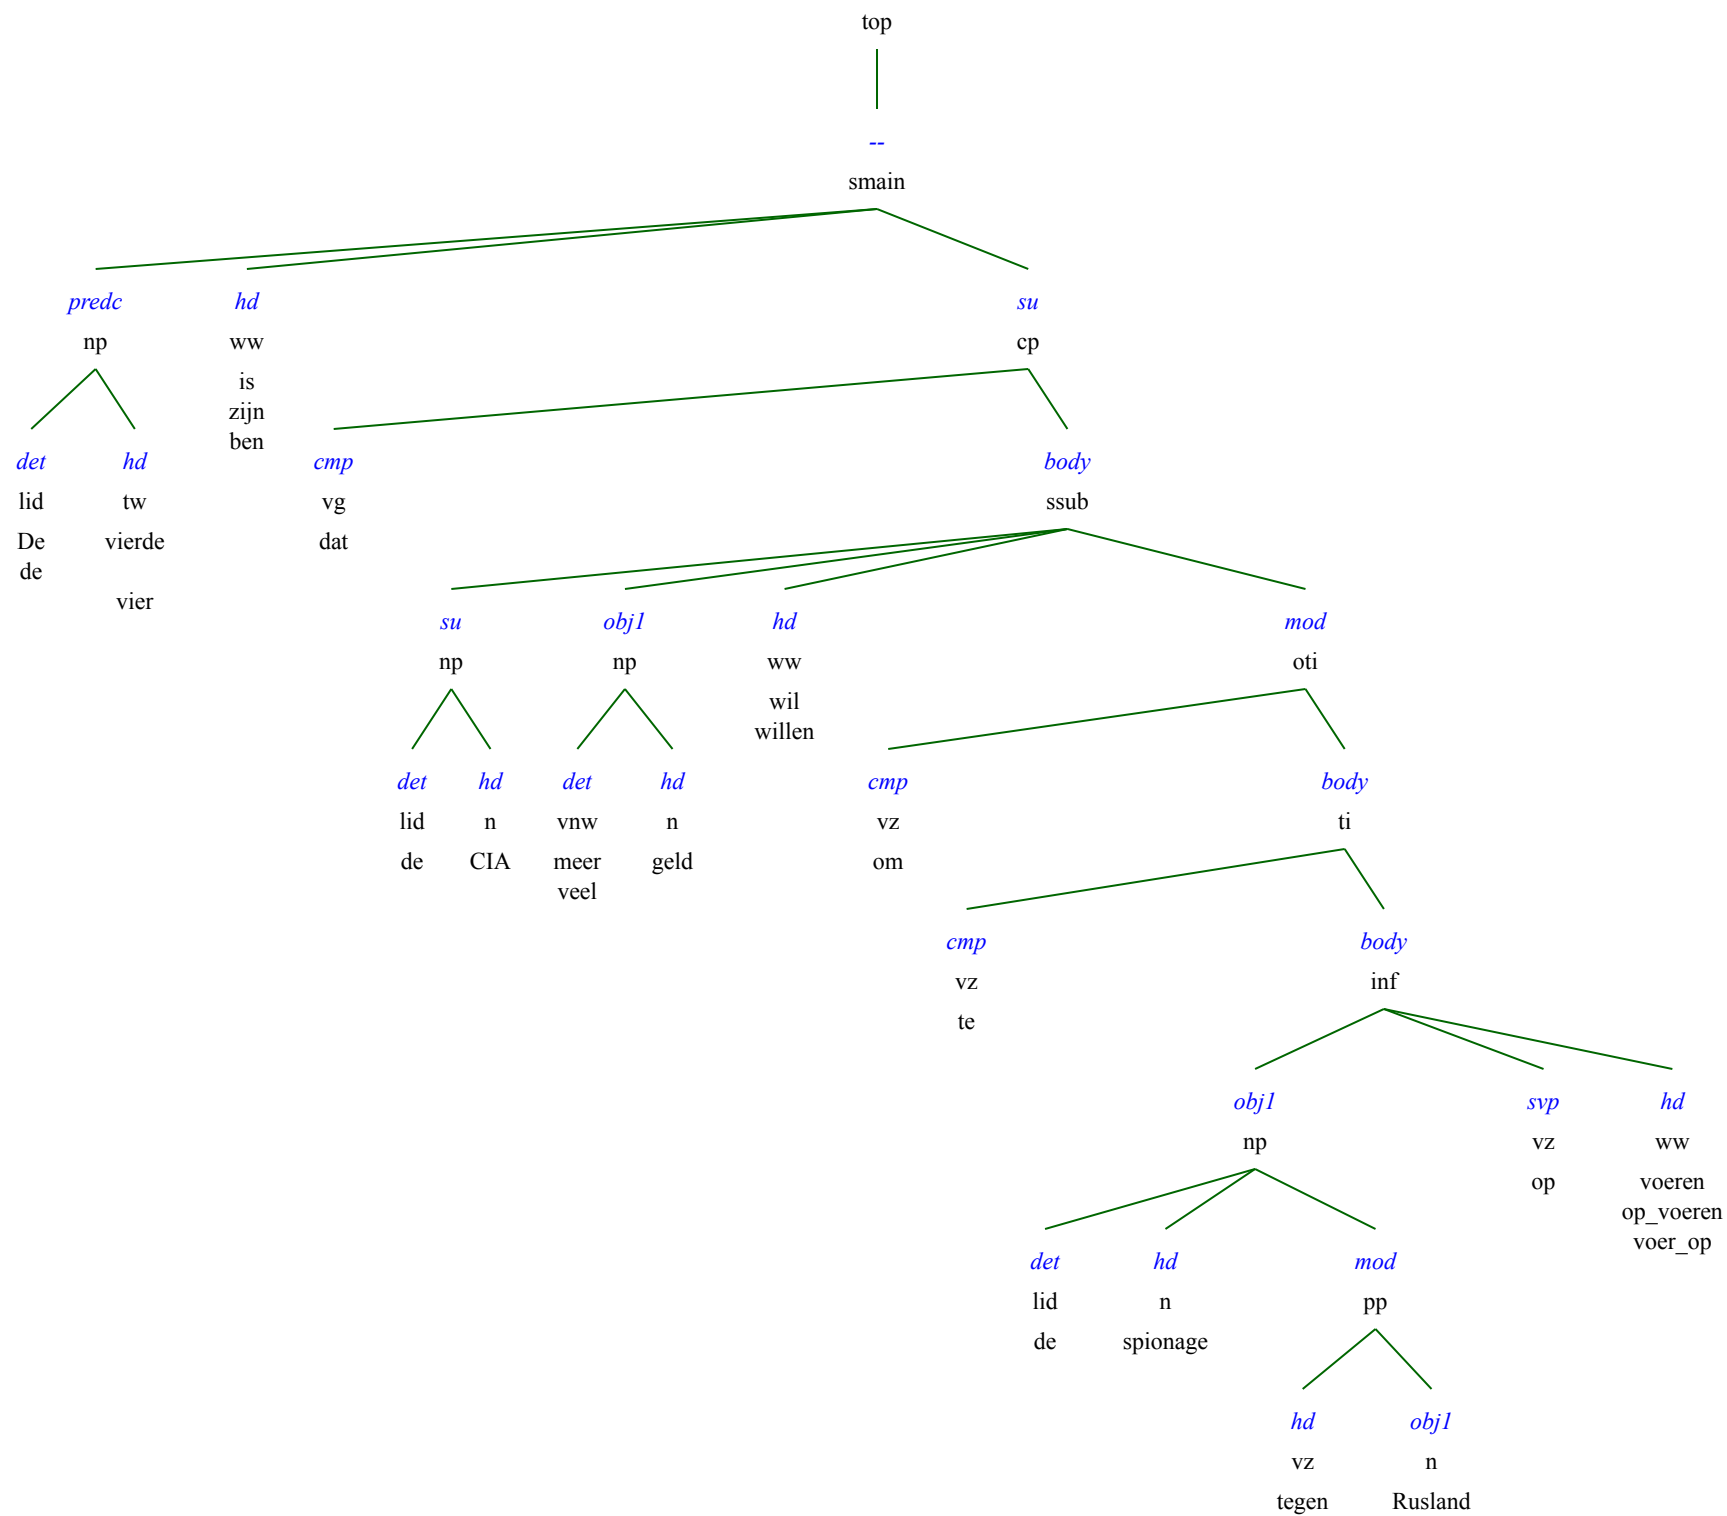 top
--
smain
predc hd su
np ww cp
is
zijn
ben
det hd cmp body
lid tw vg ssub
De vierde dat
de
vier
su obj1 hd mod
np np ww oti
wil
willen
det hd det hd cmp body
lid n vnw n vz ti
de CIA meer geld om
veel
cmp body
vz inf
te
obj1 svp hd
np vz ww
op voeren
op_voeren
voer_op
det hd mod
lid n pp
de spionage
hd obj1
vz n
tegen Rusland